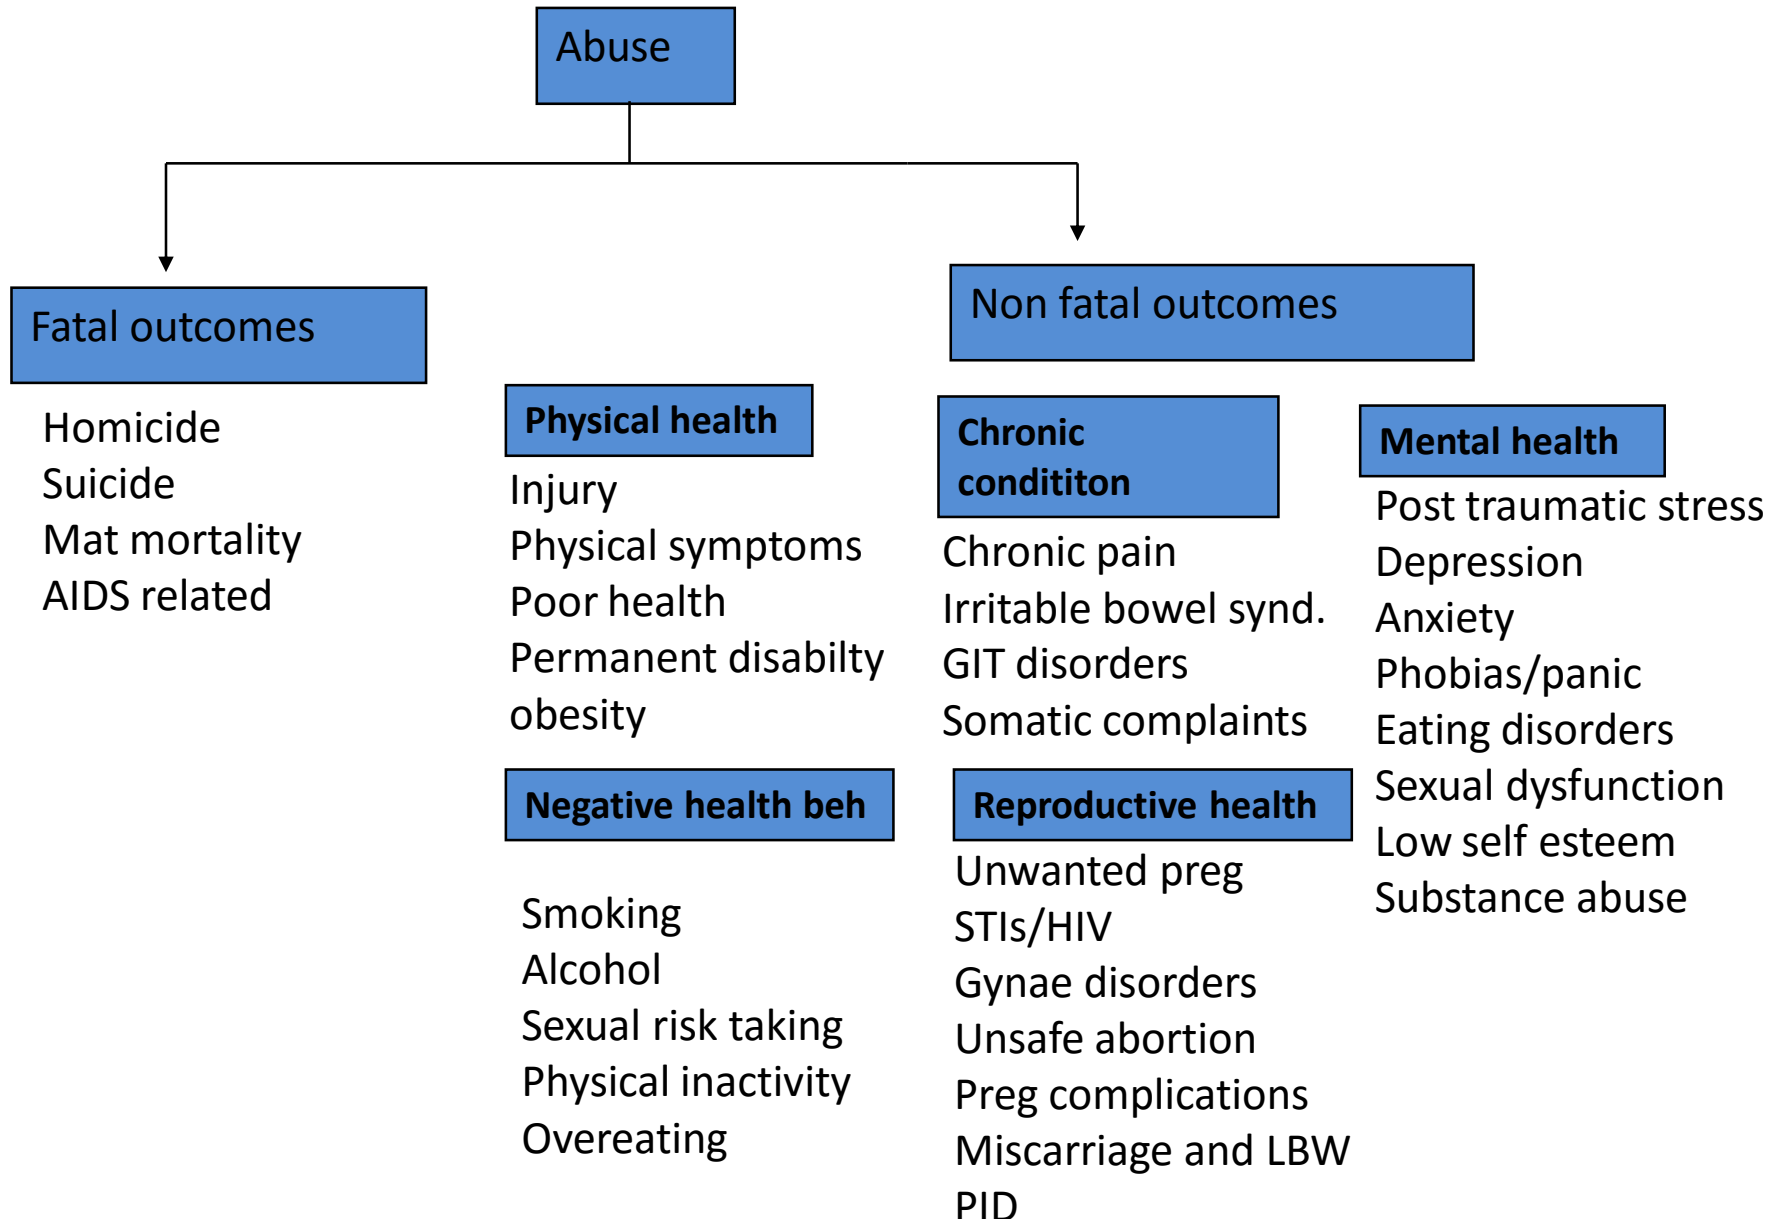 Abuse
Fatal outcomes
Homicide
Suicide
Mat mortality
AIDS related
Non fatal outcomes
Physical health
Injury
Physical symptoms
Poor health
Permanent disabilty
obesity
Chronic
condititon
Chronic pain
Irritable bowel synd.
GIT disorders
Somatic complaints
Mental health
Post traumatic stress
Depression
Anxiety
Phobias/panic
Eating disorders
Sexual dysfunction
Low self esteem
Substance abuse
Negative health beh
Smoking
Alcohol
Sexual risk taking
Physical inactivity
Overeating
Reproductive health
Unwanted preg
STIs/HIV
Gynae disorders
Unsafe abortion
Preg complications
Miscarriage and LBW
PID